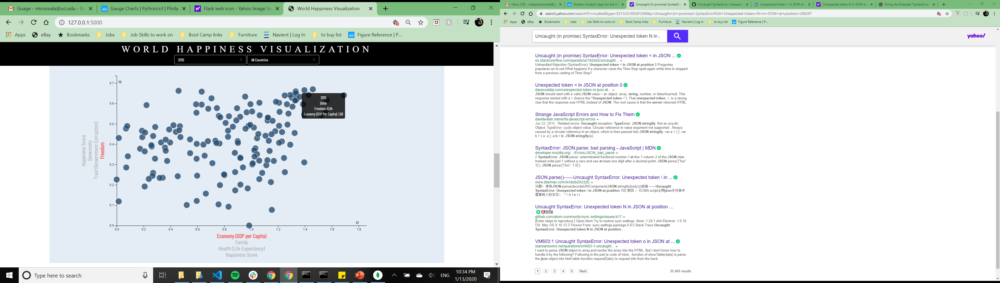 Guage - mkosmala@uci.edu - Un
Gauge Charts | Python/v3 | Plotly
Flask web icon - Yahoo Image Se
World Happiness Visualization
127.0.0.1:5000
Apps
eBay
Bookmarks
Jobs
Job Skills to work on
Boot Camp links
Furniture
Navient | Log In
to buy list
Figure Reference | P...
WORLD HAPPINESS VISUALIZATION
2015
All Countries
0.7
0.6
0.5
0.4
0.3
0.2
0.1
0.0
All
2015
Qatar
Freedom: 0.64
Economy (GDP Per Capita): 1.69
Happiness Score
Generosity
Trust (Government Corruption)
Freedom
All
0.0 0.2 0.4 0.6 0.8 1.0 1.2 1.4 1.6 1.8
Economy (GDP per Capita)
Family
Health (Life Expectancy)
Happiness Score
Type here to search
ENG
10:34 PM
1/13/2020
Inbox (76) - mikayla.kosmala@g
Modern Analytic Apps for the En
Uncaught (in promise) SyntaxErr
Uncaught SyntaxError: Unexpect
Unexpected token < in JSON at p
Unexpected token N in JSON at p
Fixing the Dreaded "SyntaxError
search.yahoo.com/search?fr=mcafee&type=E211US105G91249&p=Uncaught+(in+promise)+SyntaxError%3A+Unexpected+token+N+in+JSON+at+position+206297
Apps
eBay
Bookmarks
Jobs
Job Skills to work on
Boot Camp links
Furniture
Navient | Log In
to buy list
Figure Reference | P...
Uncaught (in promise) SyntaxError: Unexpected token N in
yahoo!
Uncaught (in promise) SyntaxError: Unexpected token < in JSON ...
es.stackoverflow.com/questions/182402/uncaught...
Unhandled Rejection (SyntaxError): Unexpected token < in JSON at position 0 Preguntas
populares en la red What happens if a character casts the Time Stop spell again while time is stopped
from a previous casting of Time Stop?
Unexpected token < in JSON at position 0
daveceddia.com/unexpected-token-in-json-at...
JSON should start with a valid JSON value – an object, array, string, number, or false/true/null. This
response started with a < (hence the "Unexpected token <"). That unexpected token, <, is a strong
clue that the response was HTML instead of JSON. The root cause is that the server returned HTML.
Strange JavaScript Errors and How to Fix Them
davidwalsh.name/fix-javascript-errors
Jan 22, 2015 · Related errors: Uncaught exception: TypeError: JSON.stringify: Not an acyclic
Object, TypeError: cyclic object value, Circular reference in value argument not supported . Always
caused by a circular reference in an object, which is then passed into JSON.stringify. var a = { }; var
b = { a: a }; a.b = b; JSON.stringify(a);
SyntaxError: JSON.parse: bad parsing - JavaScript | MDN
developer.mozilla.org/.../Errors/JSON_bad_parse
// SyntaxError: JSON.parse: unterminated fractional number // at line 1 column 2 of the JSON data
Instead write just 1 without a zero and use at least one digit after a decimal point: JSON.parse('{"foo":
1}'); JSON.parse('{"foo": 1.0}');
JSON.parse()——Uncaught SyntaxError: Unexpected token \ in ...
www.bbsmax.com/A/obzb2X23zE
问题：使用JSON.parse(decodeURIComponent(JSON.stringify(body)))报错 ——Uncaught
SyntaxError: Unexpected token / in JSON at position 150 原因 ： ECMA script注明json字符串中
需要转义的字符： " / \ b f n r t
Uncaught SyntaxError: Unexpected token N in JSON at position ...
McAfee SECURE
github.com/atom-community/sync-settings/issues/417
[Enter steps to reproduce:] Open Atom Try to restore sync settings. Atom: 1.24.1 x64 Electron: 1.6.16
OS: Mac OS X 10.13.3 Thrown From: sync-settings package 0.8.5 Stack Trace Uncaught
SyntaxError: Unexpected token N in JSON at position ...
VM603:1 Uncaught SyntaxError: Unexpected token o in JSON at ...
stackanswers.net/questions/vm603-1-uncaught...
I want to parse JSON object to array,and render the array into the HTML. But I don't know how to
handle it by the following? Following is the part js code of mine , function of showTable(data) is parse
the json object into html table.function requestData() is request info from the back.
1 2 3 4 5 Next
30,400 results